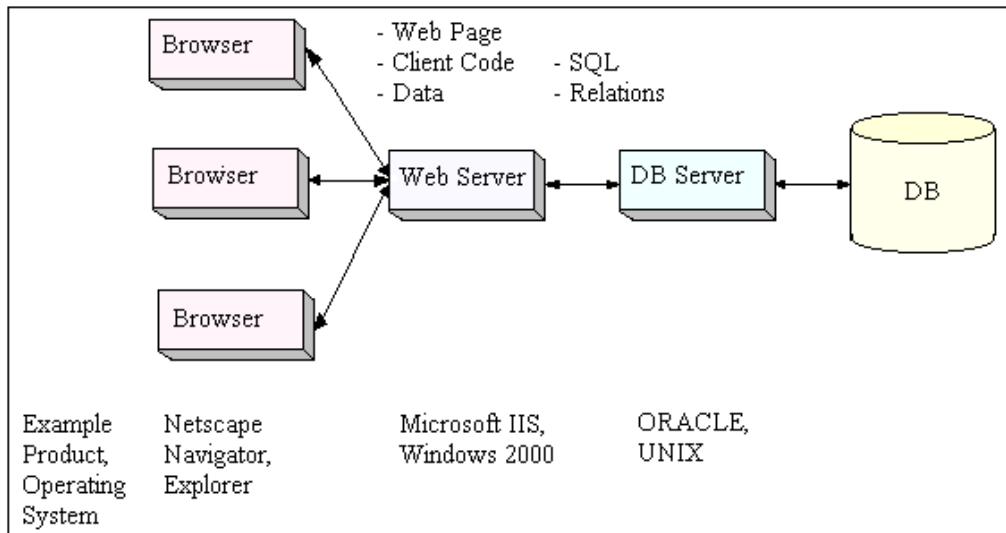 Browser
- Web Page
- Client Code
- Data
- SQL
- Relations
Browser
Web Server
DB Server
DB
Browser
Example
Product,
Operating
System
Netscape
Navigator,
Explorer
Microsoft IIS,
Windows 2000
ORACLE,
UNIX